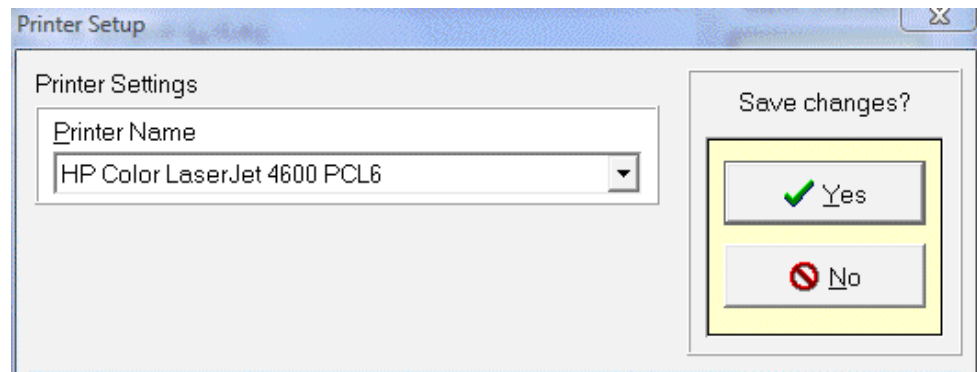 Printer Setup
Printer Settings
Printer Name
HP Color LaserJet 4600 PCL6
Save changes?
Yes
No